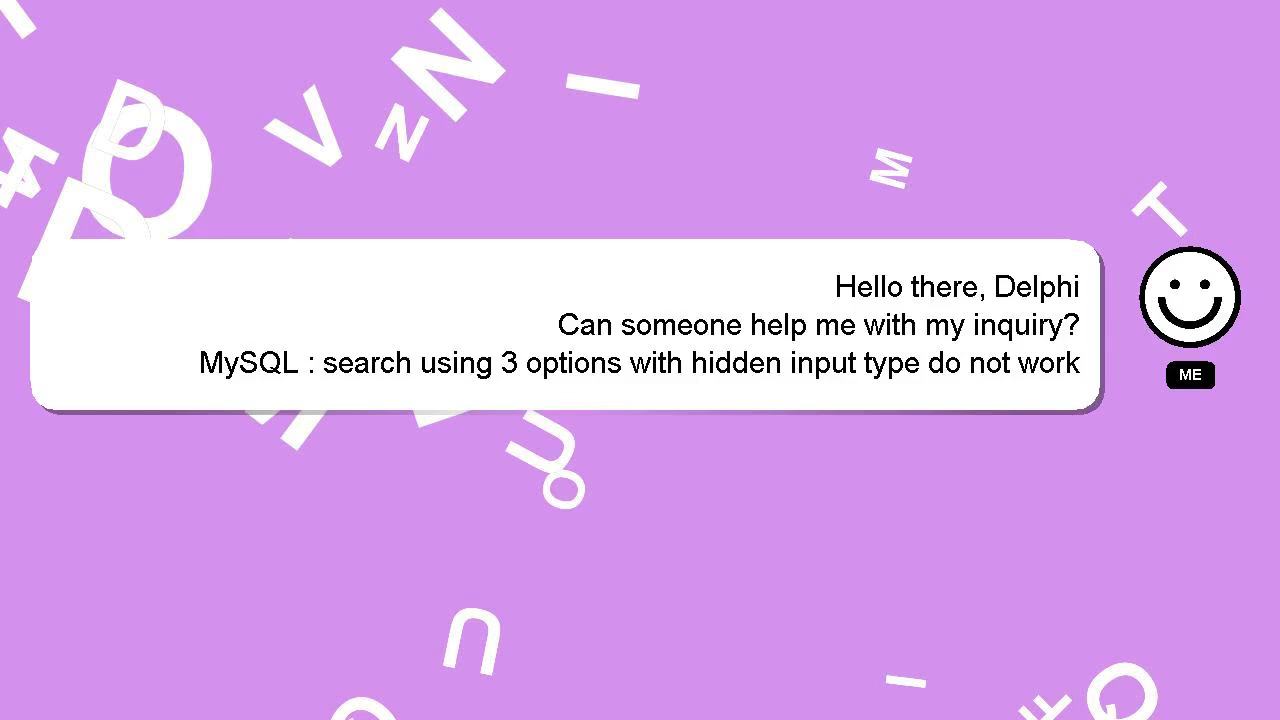 Hello there, Delphi
Can someone help me with my inquiry?
MySQL : search using 3 options with hidden input type do not work
ME